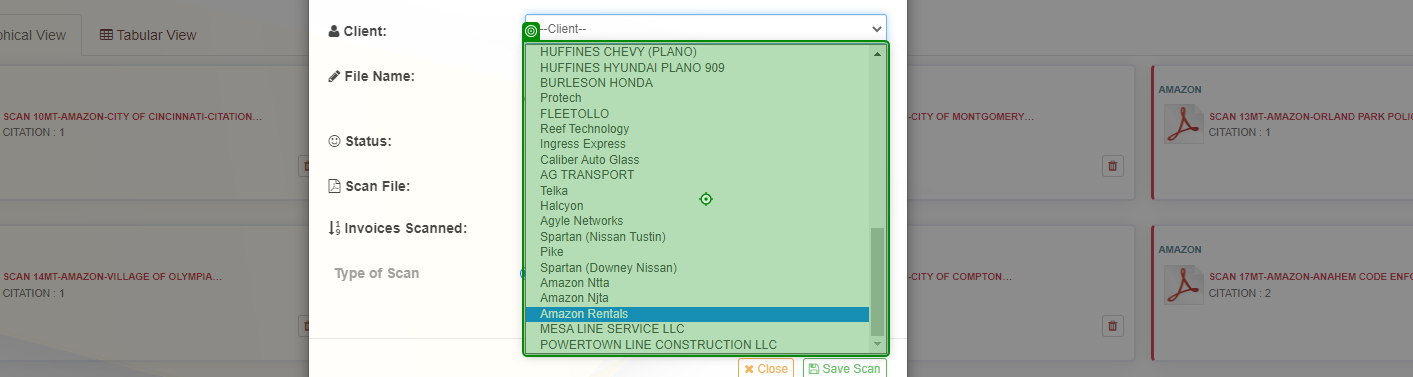 phical View
Tabular View
Client:
--Client--
HUFFINES CHEVY (PLANO)
HUFFINES HYUNDAI PLANO 909
BURLESON HONDA
Protech
FLEETOLLO
Reef Technology
Ingress Express
Caliber Auto Glass
AG TRANSPORT
Telka
Halcyon
Agyle Networks
Spartan (Nissan Tustin)
Pike
Spartan (Downey Nissan)
Amazon Ntta
Amazon Njta
Amazon Rentals
MESA LINE SERVICE LLC
POWERTOWN LINE CONSTRUCTION LLC
File Name:
Status:
Scan File:
Invoices Scanned:
Type of Scan
Close
Save Scan
SCAN 10MT-AMAZON-CITY OF CINCINNATI-CITATION...
CITATION : 1
-CITY OF MONTGOMERY...
AMAZON
SCAN 13MT-AMAZON-ORLAND PARK POLI
CITATION : 1
SCAN 14MT-AMAZON-VILLAGE OF OLYMPIA...
CITATION : 1
-CITY OF COMPTON...
AMAZON
SCAN 17MT-AMAZON-ANAHEM CODE ENFO
CITATION : 2